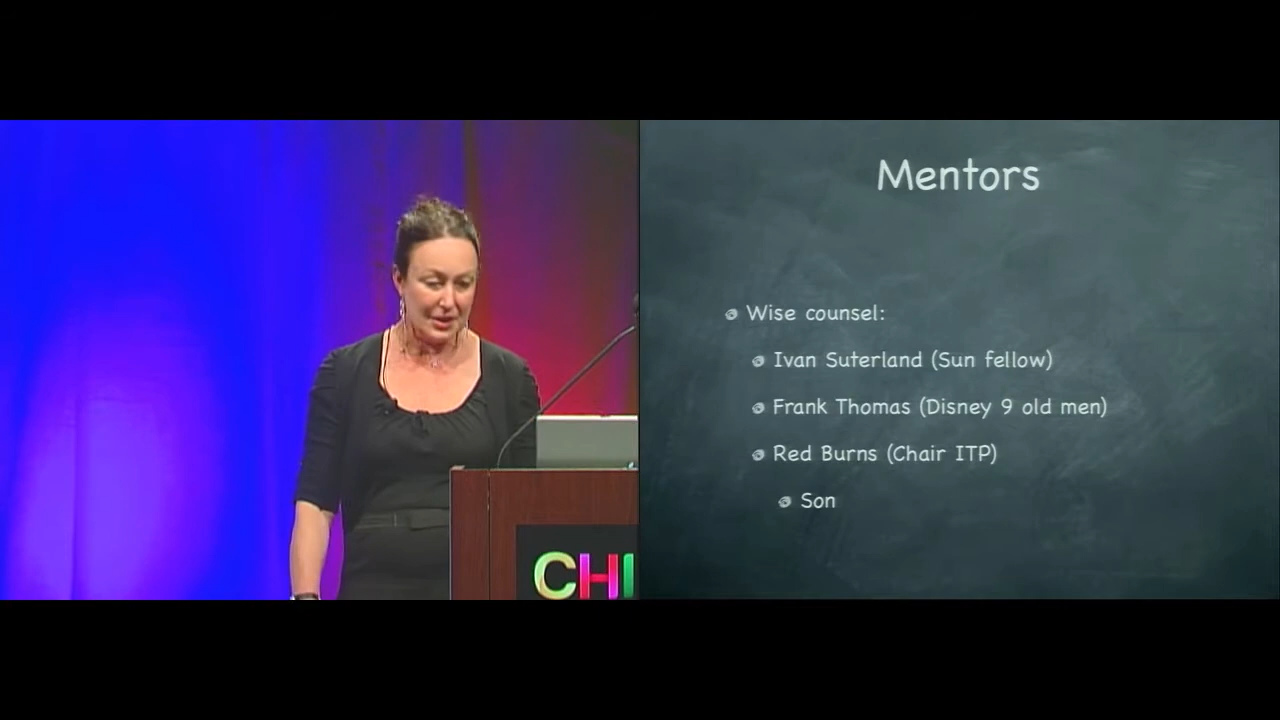 Mentors
Wise counsel:
Ivan Suterland (Sun fellow)
Frank Thomas (Disney 9 old men)
Red Burns (Chair ITP)
Son
CHI